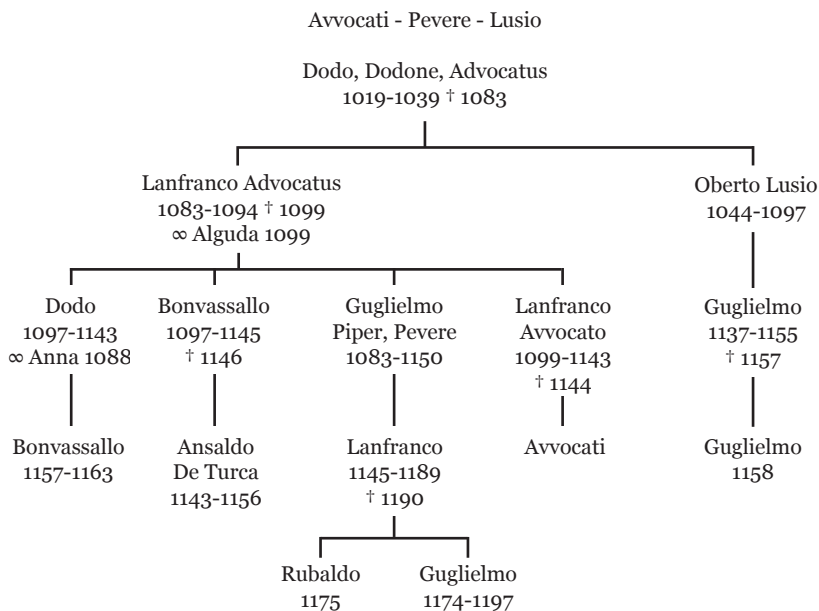 Avvocati - Pevere - Lusio
Dodo, Dodone, Advocatus
1019-1039 † 1083
Lanfranco Advocatus
1083-1094 † 1099
∞ Alguda 1099
Oberto Lusio
1044-1097
Dodo
1097-1143
∞ Anna 1088
Bonvassallo
1097-1145
† 1146
Guglielmo
Piper, Pevere
1083-1150
Lanfranco
Avvocato
1099-1143
† 1144
Guglielmo
1137-1155
† 1157
Bonvassallo
1157-1163
Ansaldo
De Turca
1143-1156
Lanfranco
1145-1189
† 1190
Avvocati
Guglielmo
1158
Rubaldo
1175
Guglielmo
1174-1197